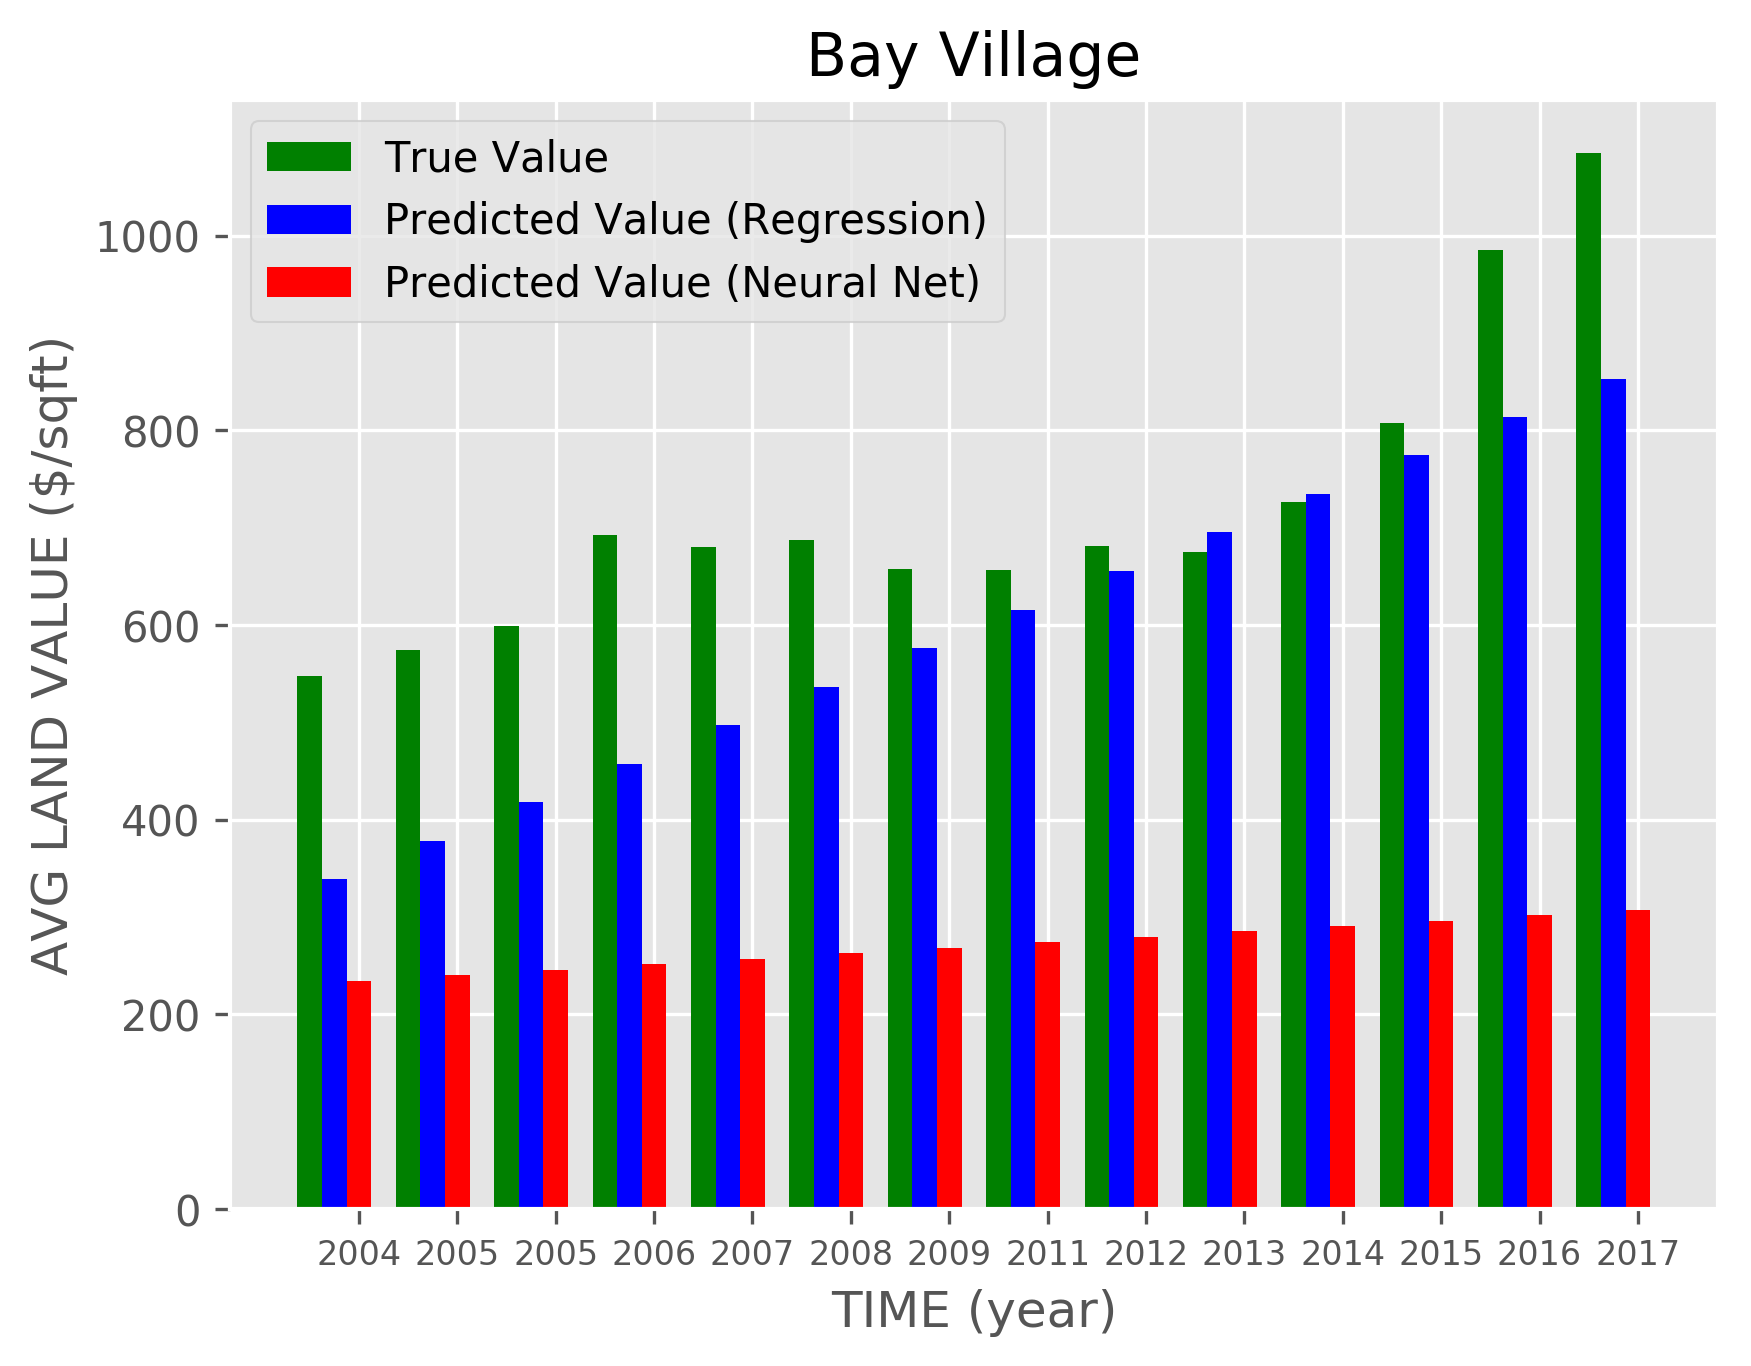 Bay Village
True Value
Predicted Value (Regression)
Predicted Value (Neural Net)
AVG LAND VALUE ($/sqft)
1000
800
600
400
200
0
2004 2005 2005 2006 2007 2008 2009 2011 2012 2013 2014 2015 2016 2017
TIME (year)